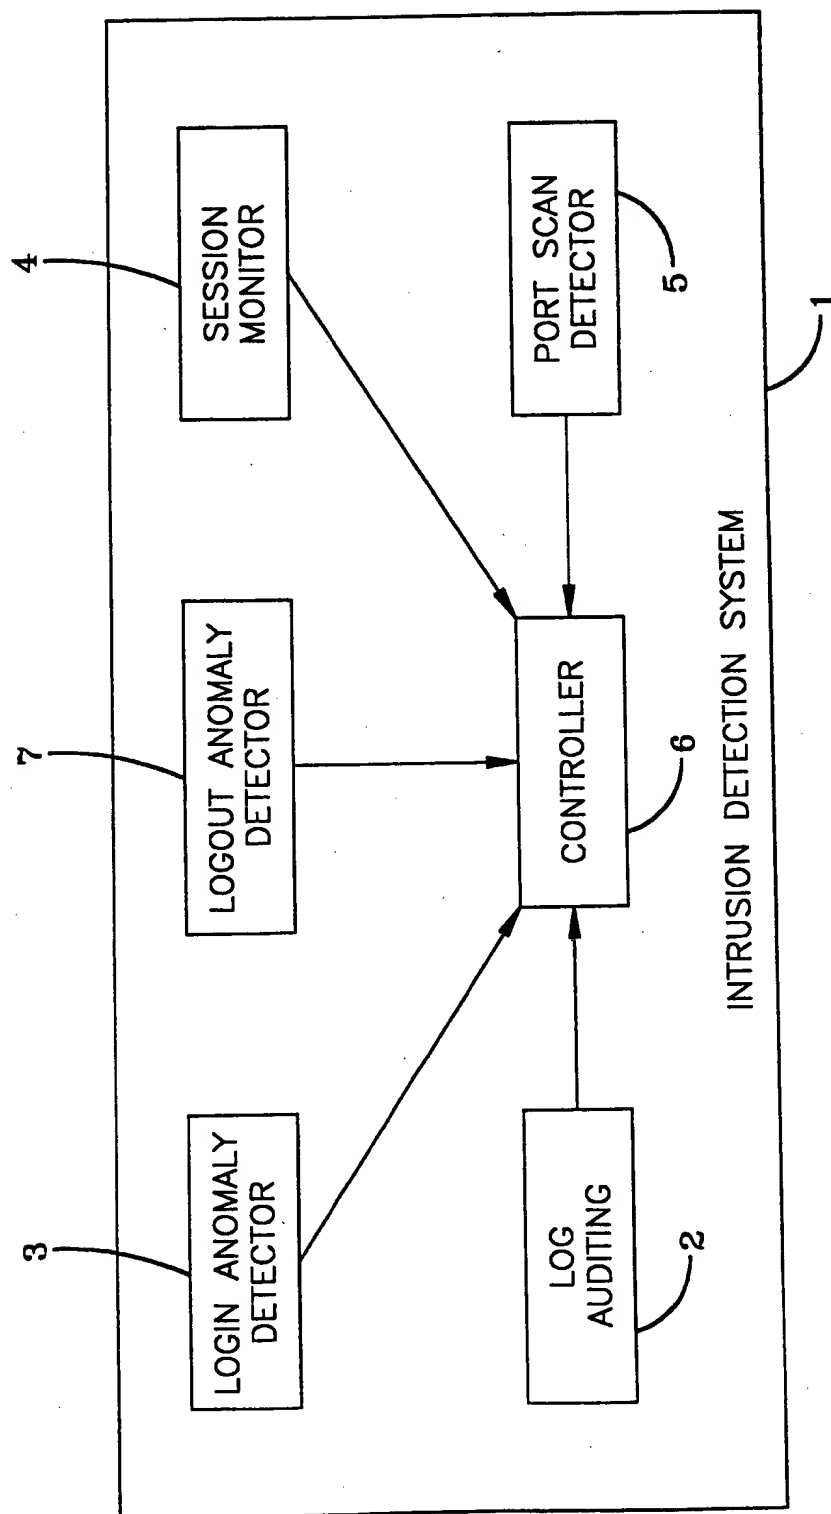 3
7
4
LOGIN ANOMALY
DETECTOR
LOGOUT ANOMALY
DETECTOR
SESSION
MONITOR
LOG
AUDITING
2
CONTROLLER
6
PORT SCAN
DETECTOR
5
INTRUSION DETECTION SYSTEM
1